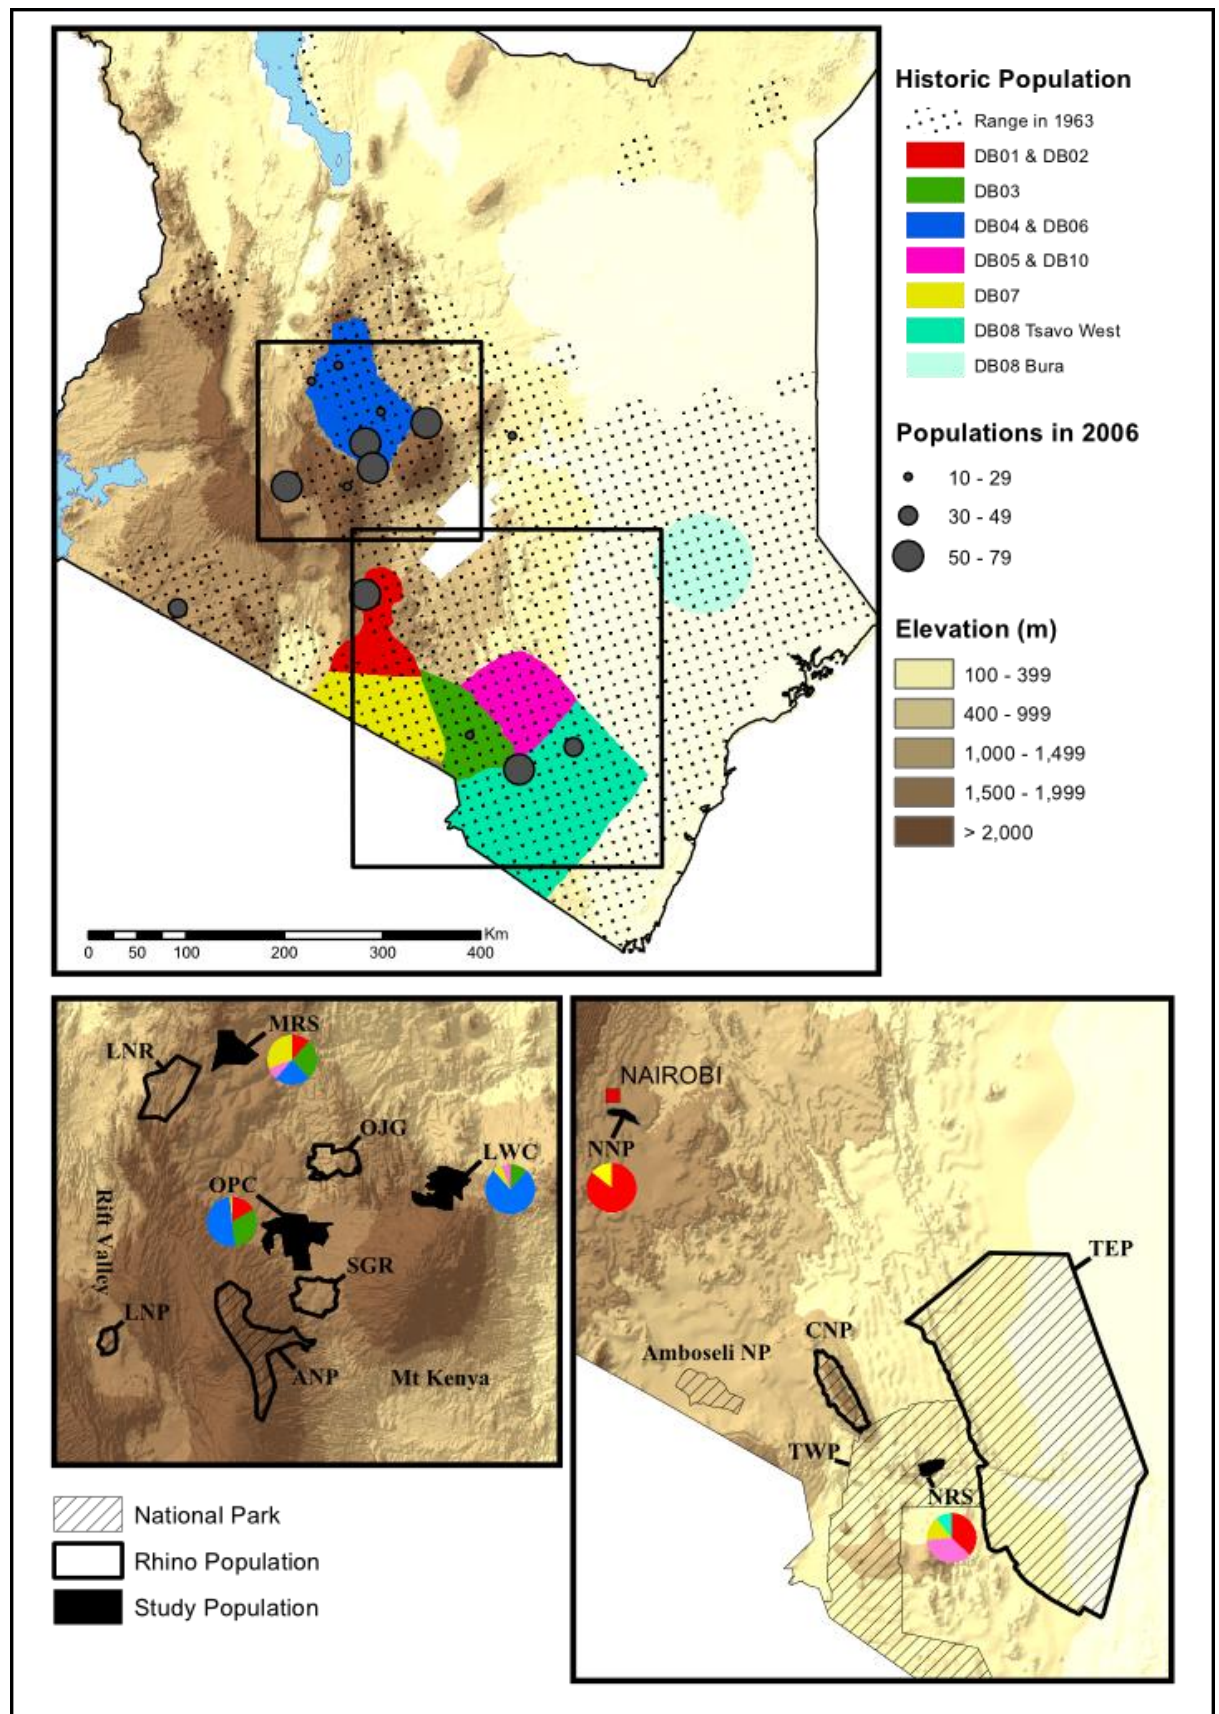 Historic Population
Range in 1963
DB01 & DB02
DB03
DB04 & DB06
DB05 & DB10
DB07
DB08 Tsavo West
DB08 Bura
Populations in 2006
10 - 29
30 - 49
50 - 79
Elevation (m)
100 - 399
400 - 999
1,000 - 1,499
1,500 - 1,999
> 2,000
Km
0 50 100 200 300 400
MRS
LNR
OJG
LWC
OPC
Rift Valley
SGR
LNP
ANP
Mt Kenya
NAIROBI
NNP
TEP
CNP
Amboseli NP
TWP
NRS
National Park
Rhino Population
Study Population